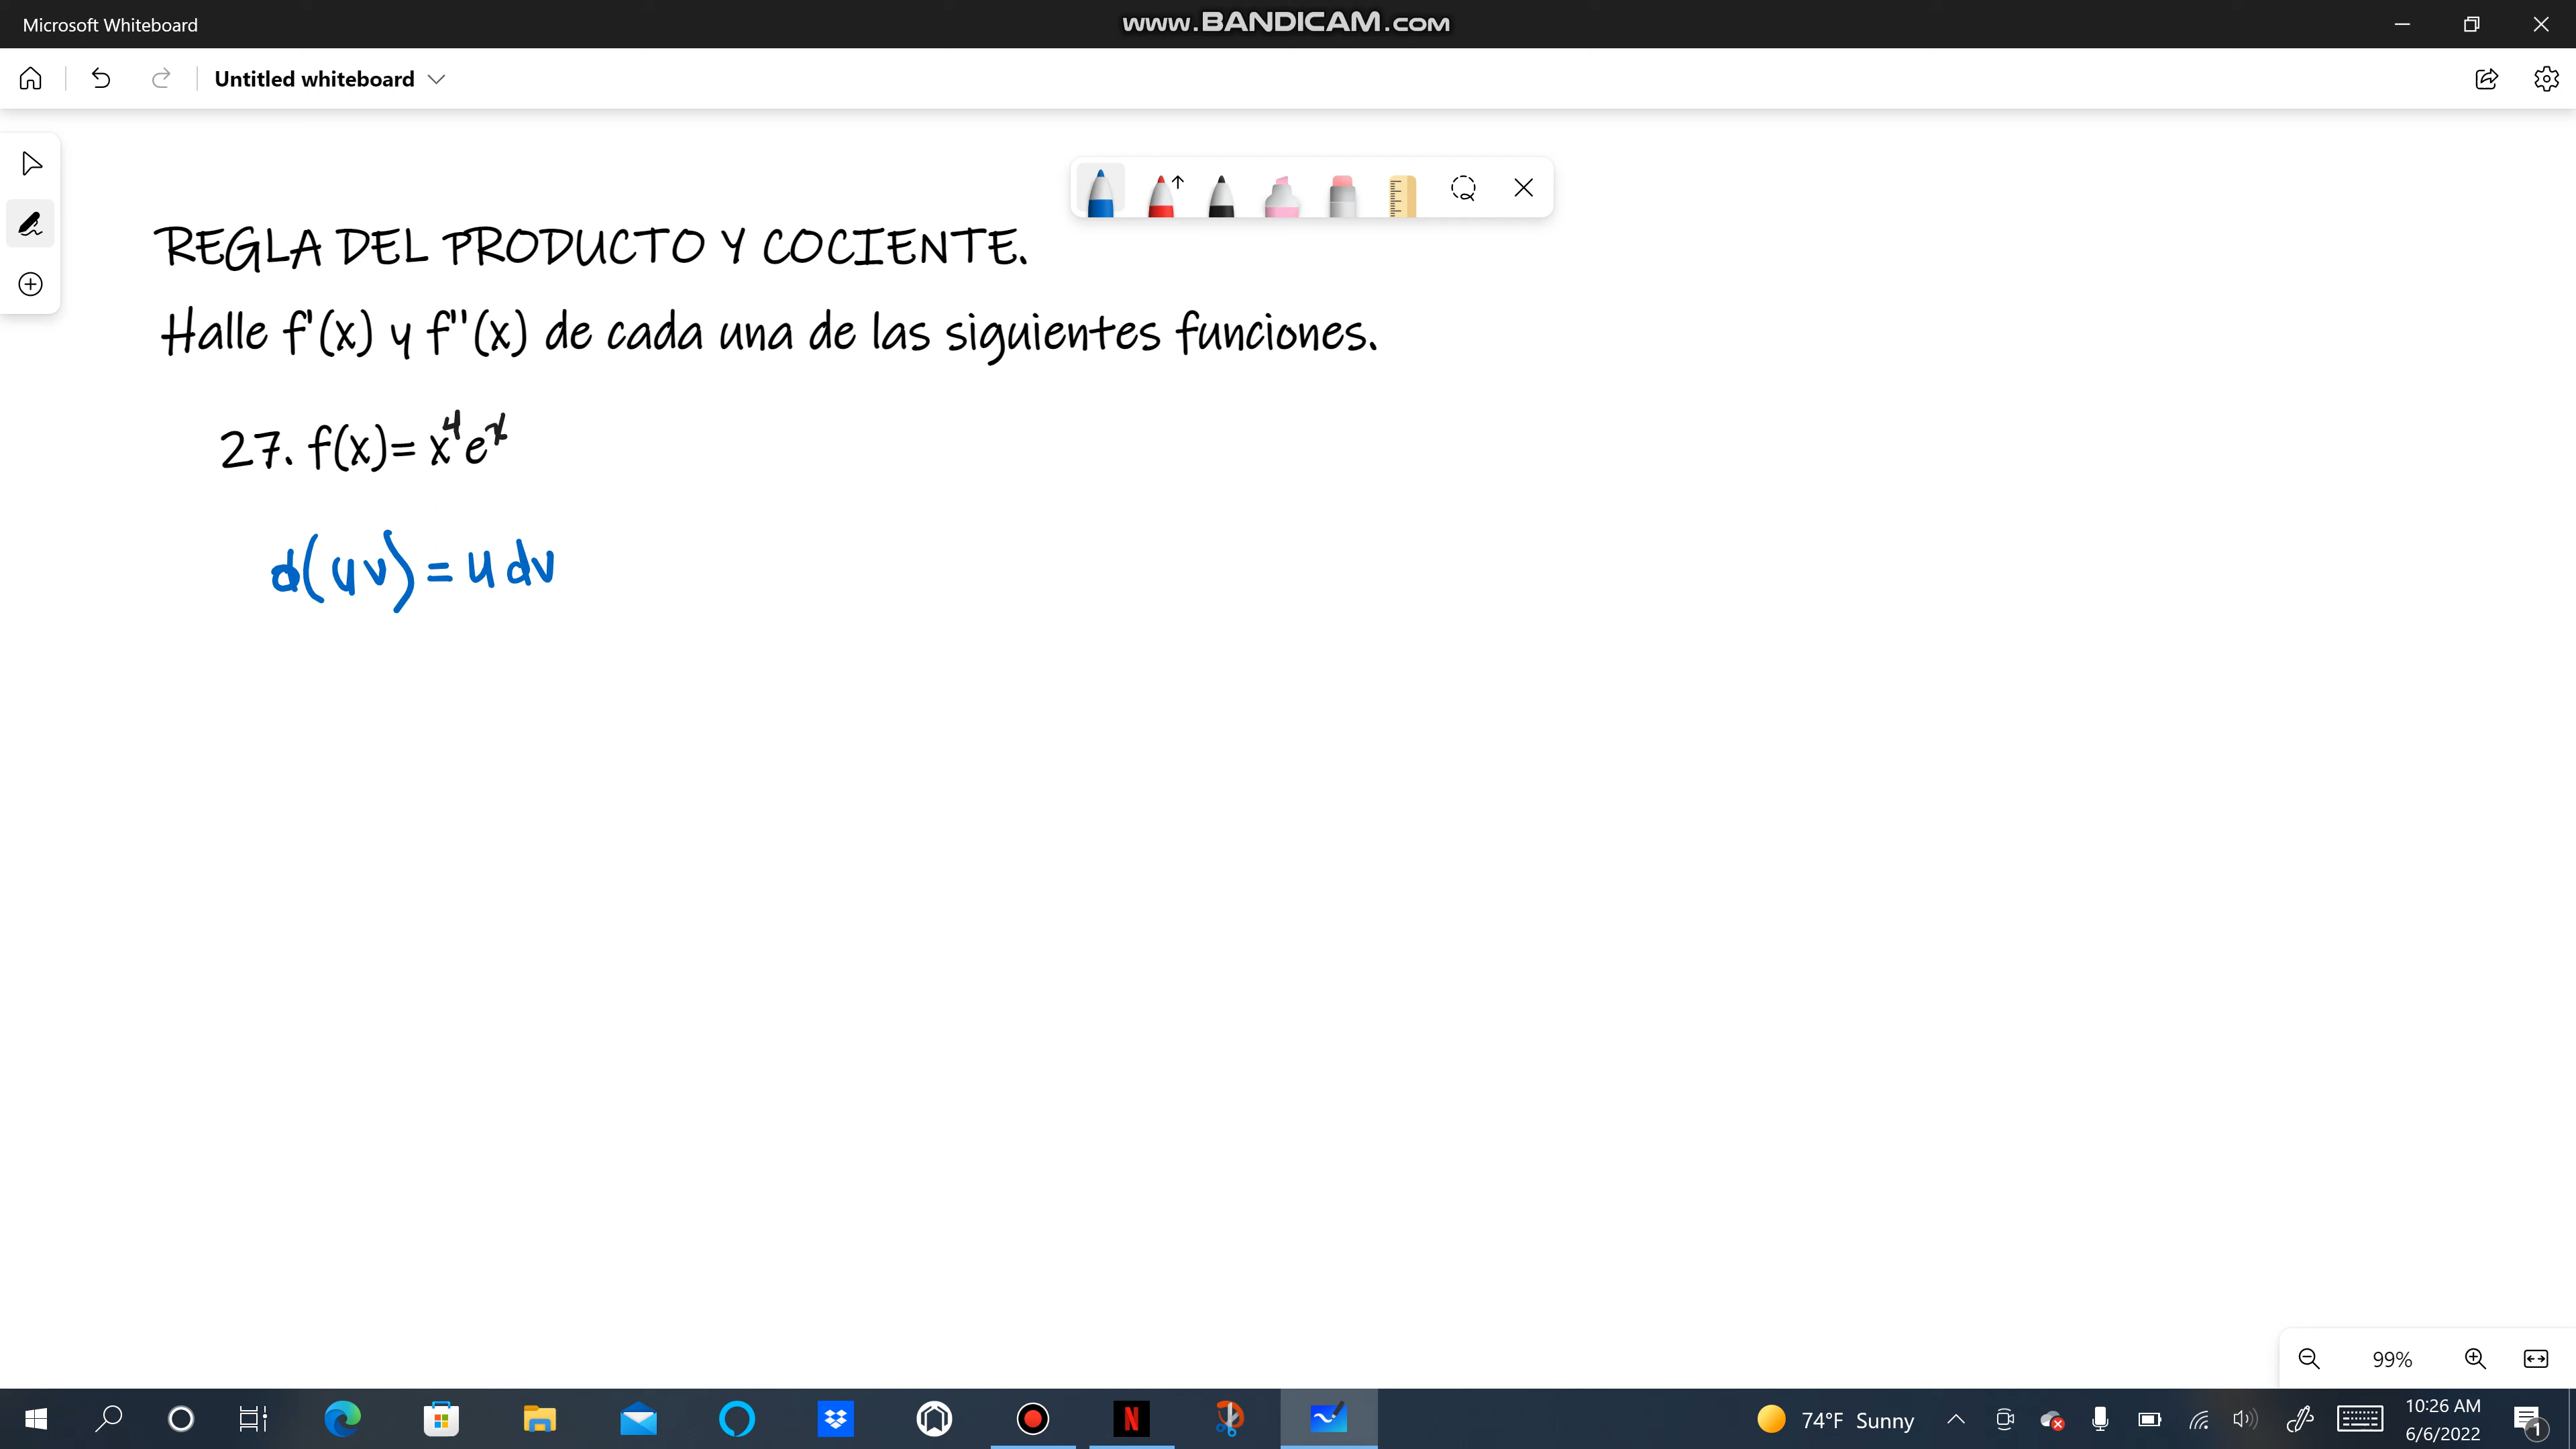 Microsoft Whiteboard
www.BANDICAM.com
Untitled whiteboard
REGLA DEL PRODUCTO Y COCIENTE.
Halle f'(x) y f''(x) de cada una de las siguientes funciones.
27. f(x)= x⁴eˣ
d(uv) = u dv
99%
74°F Sunny
10:26 AM
6/6/2022
1